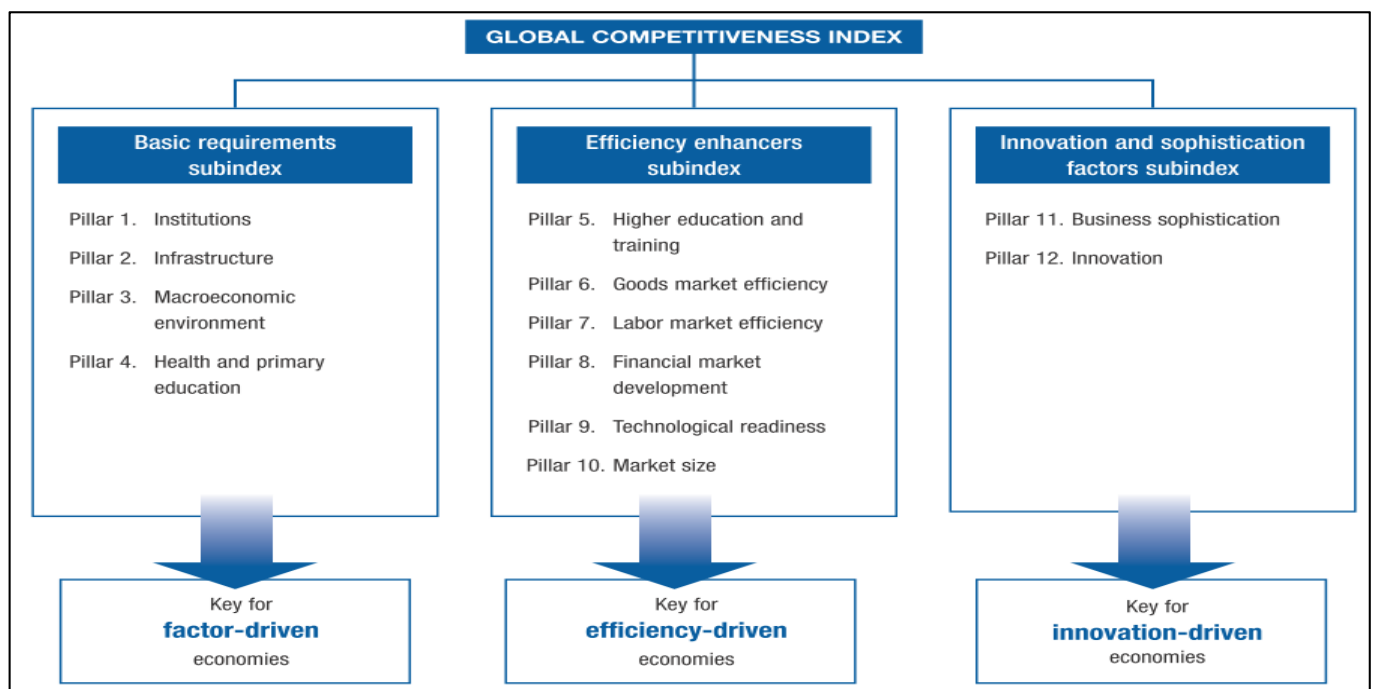 GLOBAL COMPETITIVENESS INDEX
Basic requirements
subindex
Pillar 1. Institutions
Pillar 2. Infrastructure
Pillar 3. Macroeconomic
environment
Pillar 4. Health and primary
education
Key for
factor-driven
economies
Efficiency enhancers
subindex
Pillar 5. Higher education and
training
Pillar 6. Goods market efficiency
Pillar 7. Labor market efficiency
Pillar 8. Financial market
development
Pillar 9. Technological readiness
Pillar 10. Market size
Key for
efficiency-driven
economies
Innovation and sophistication
factors subindex
Pillar 11. Business sophistication
Pillar 12. Innovation
Key for
innovation-driven
economies